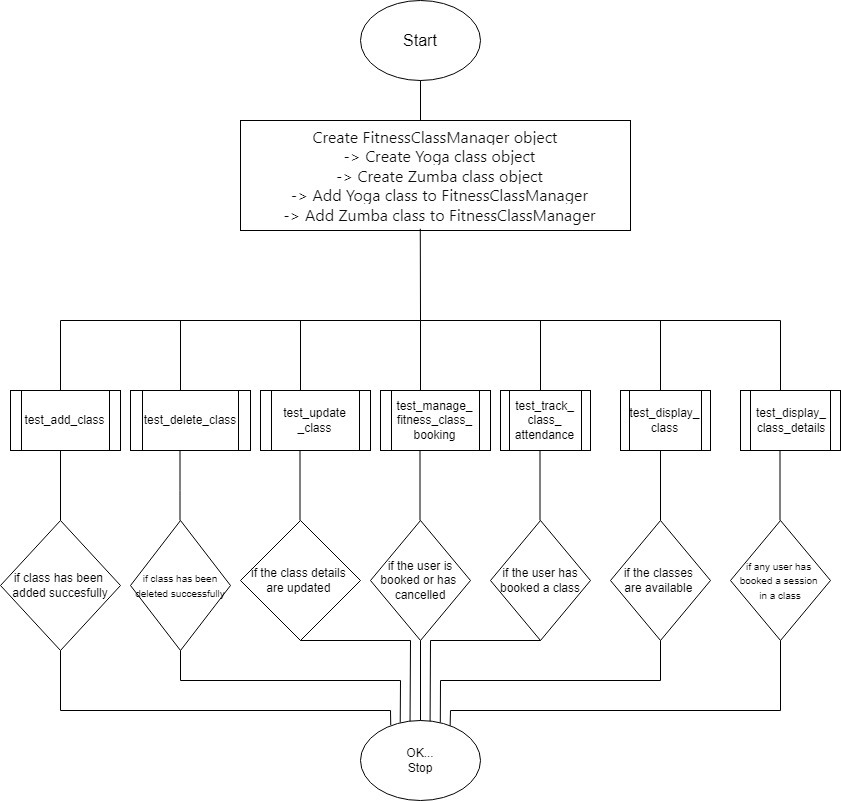 Start
Create FitnessClassManager object
-> Create Yoga class object
-> Create Zumba class object
-> Add Yoga class to FitnessClassManager
-> Add Zumba class to FitnessClassManager
test_add_class
test_delete_class
test_update
_class
test_manage_
fitness_class_
booking
test_track_
class_
attendance
test_display_
class
test_display_
class_details
if class has been
added succesfully
if class has been
deleted successfully
if the class details
are updated
if the user is
booked or has
cancelled
if the user has
booked a class
if the classes
are available
if any user has
booked a session
in a class
OK...
Stop